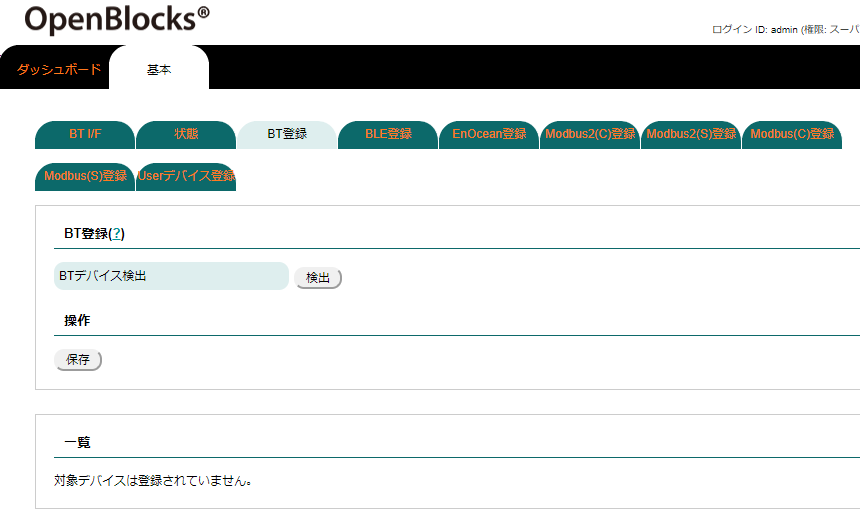 OpenBlocks®
ログイン ID: admin (権限: スーパ
ダッシュボード 基本
BT I/F 状態 BT登録 BLE登録 EnOcean登録 Modbus2(C)登録 Modbus2(S)登録 Modbus(C)登録
Modbus(S)登録 Userデバイス登録
BT登録(?)
BTデバイス検出 検出
操作
保存
一覧
対象デバイスは登録されていません。